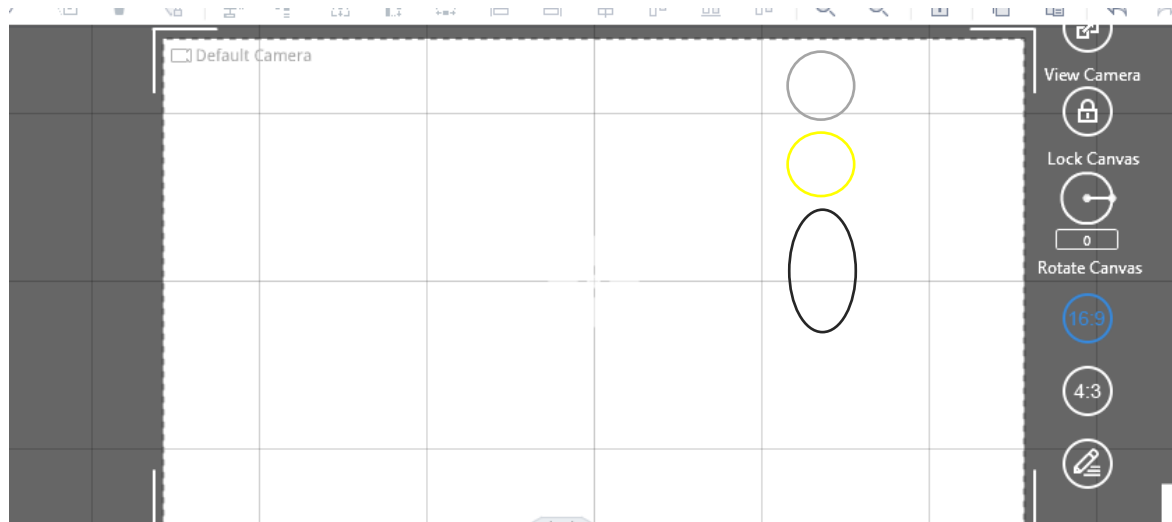 Default Camera
View Camera
Lock Canvas
0
Rotate Canvas
16:9
4:3